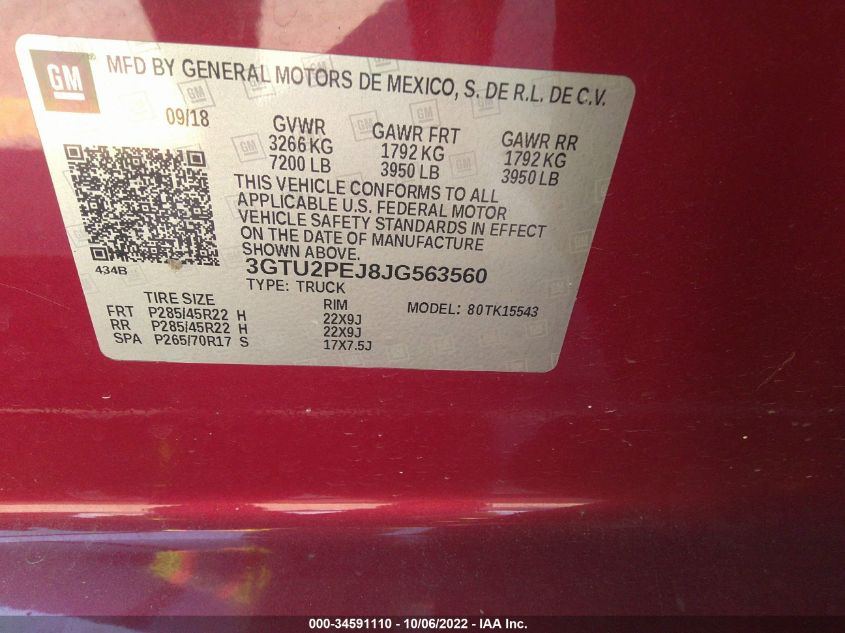 GM
MFD BY GENERAL MOTORS DE MEXICO, S. DE R.L. DE C.V.
09/18
GVWR GAWR FRT GAWR RR
3266 KG 1792 KG 1792 KG
7200 LB 3950 LB 3950 LB
THIS VEHICLE CONFORMS TO ALL
APPLICABLE U.S. FEDERAL MOTOR
VEHICLE SAFETY STANDARDS IN EFFECT
ON THE DATE OF MANUFACTURE
SHOWN ABOVE.
434B
3GTU2PEJ8JG563560
TYPE: TRUCK
TIRE SIZE RIM MODEL: 80TK15543
FRT P285/45R22 H 22X9J
RR P285/45R22 H 22X9J
SPA P265/70R17 S 17X7.5J
000-34591110 - 10/06/2022 - IAA Inc.